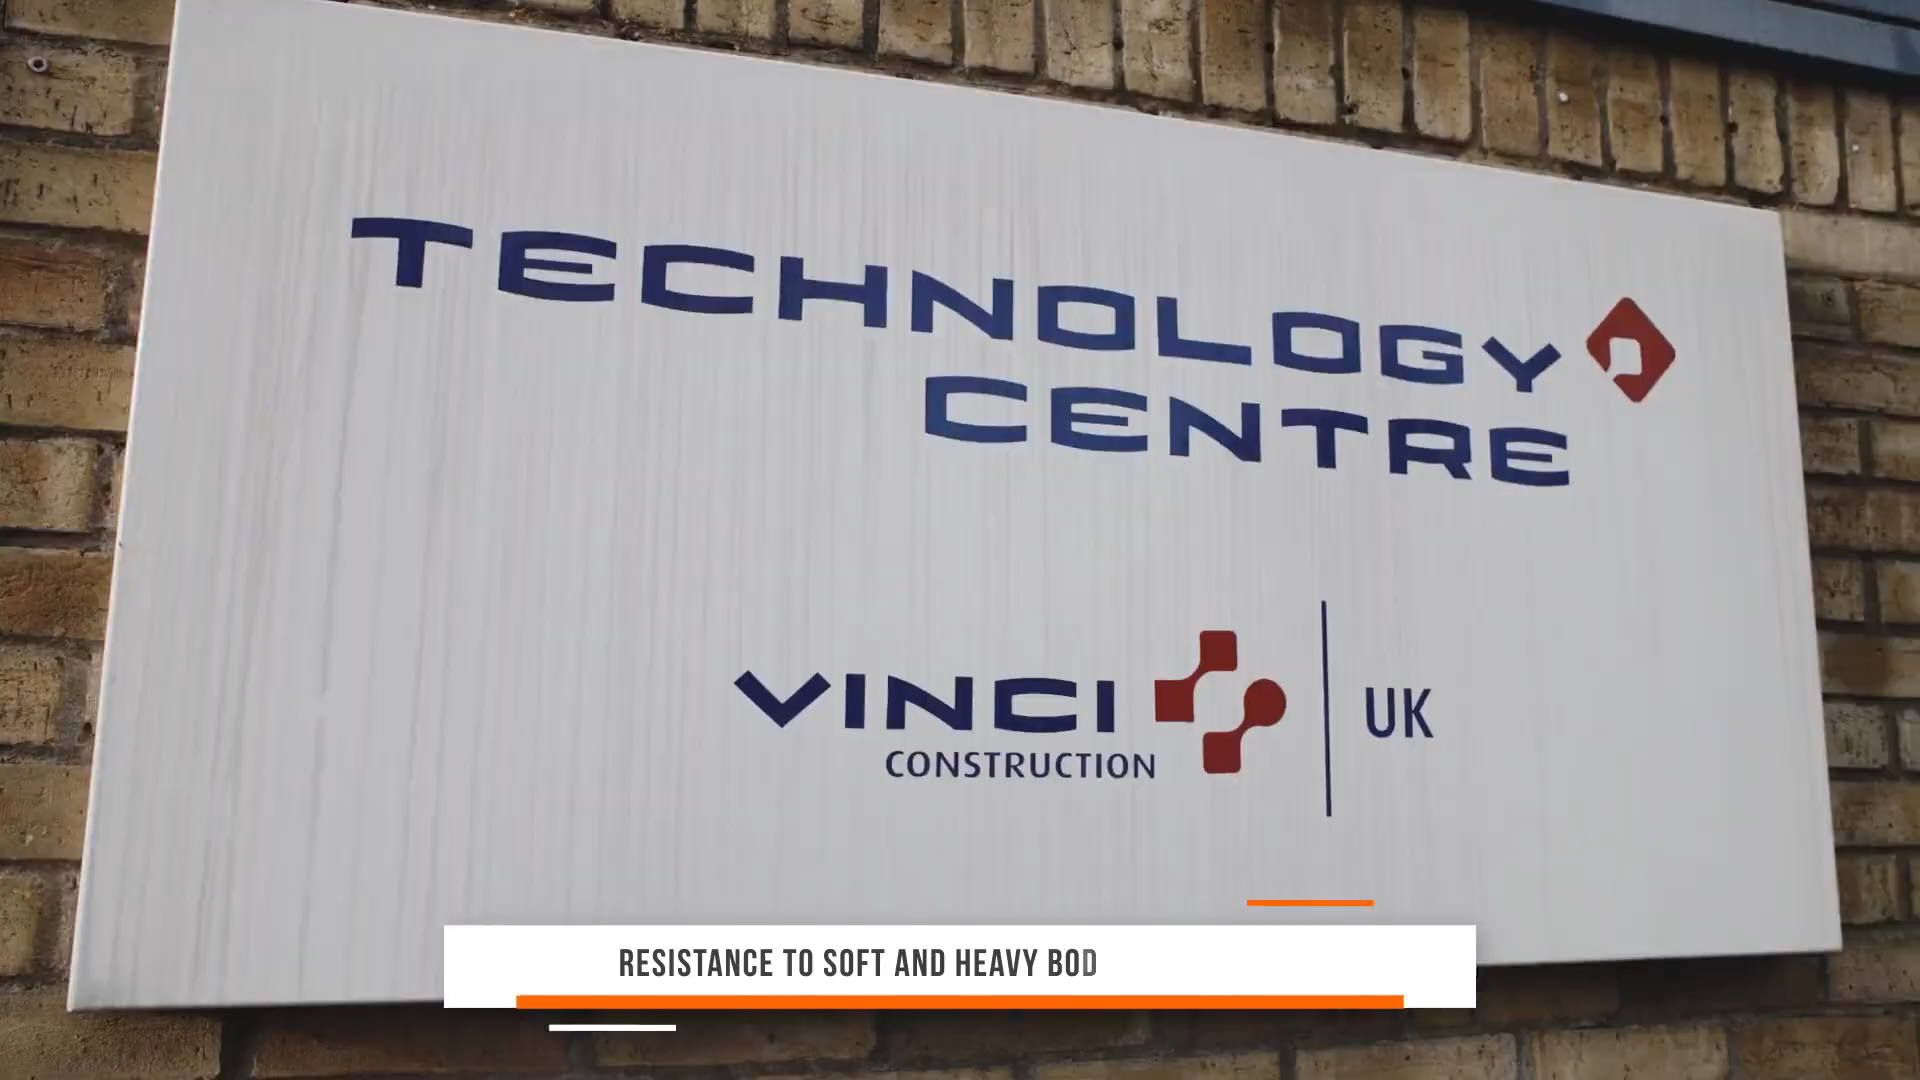 TECHNOLOGY
CENTRE
VINCI
CONSTRUCTION
UK
RESISTANCE TO SOFT AND HEAVY BOD